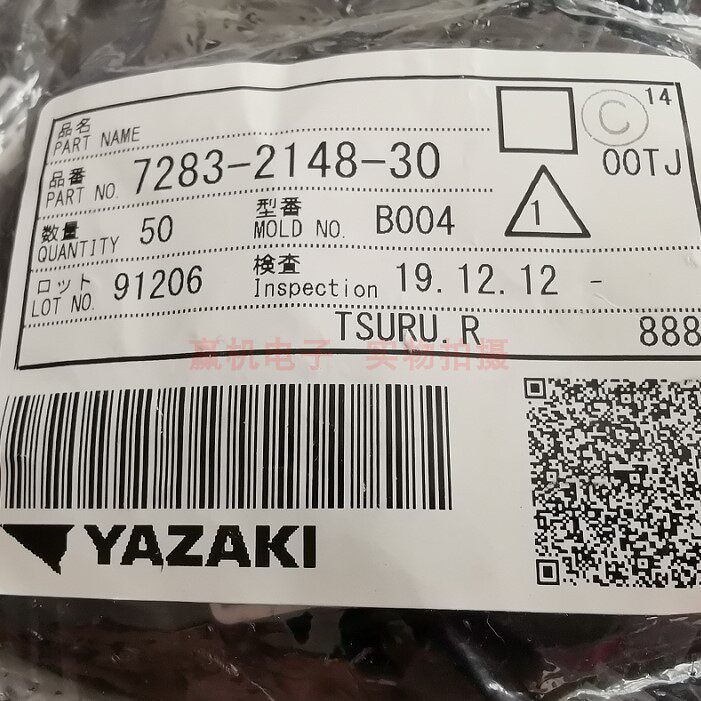 品名
PART NAME
14
C
00TJ
品番
PART NO. 7283-2148-30
数量
QUANTITY 50
型番
MOLD NO. B004
1
ロット
LOT NO. 91206
検査
Inspection 19.12.12 -
TSURU.R 888
赢机电子 实物拍摄
YAZAKI